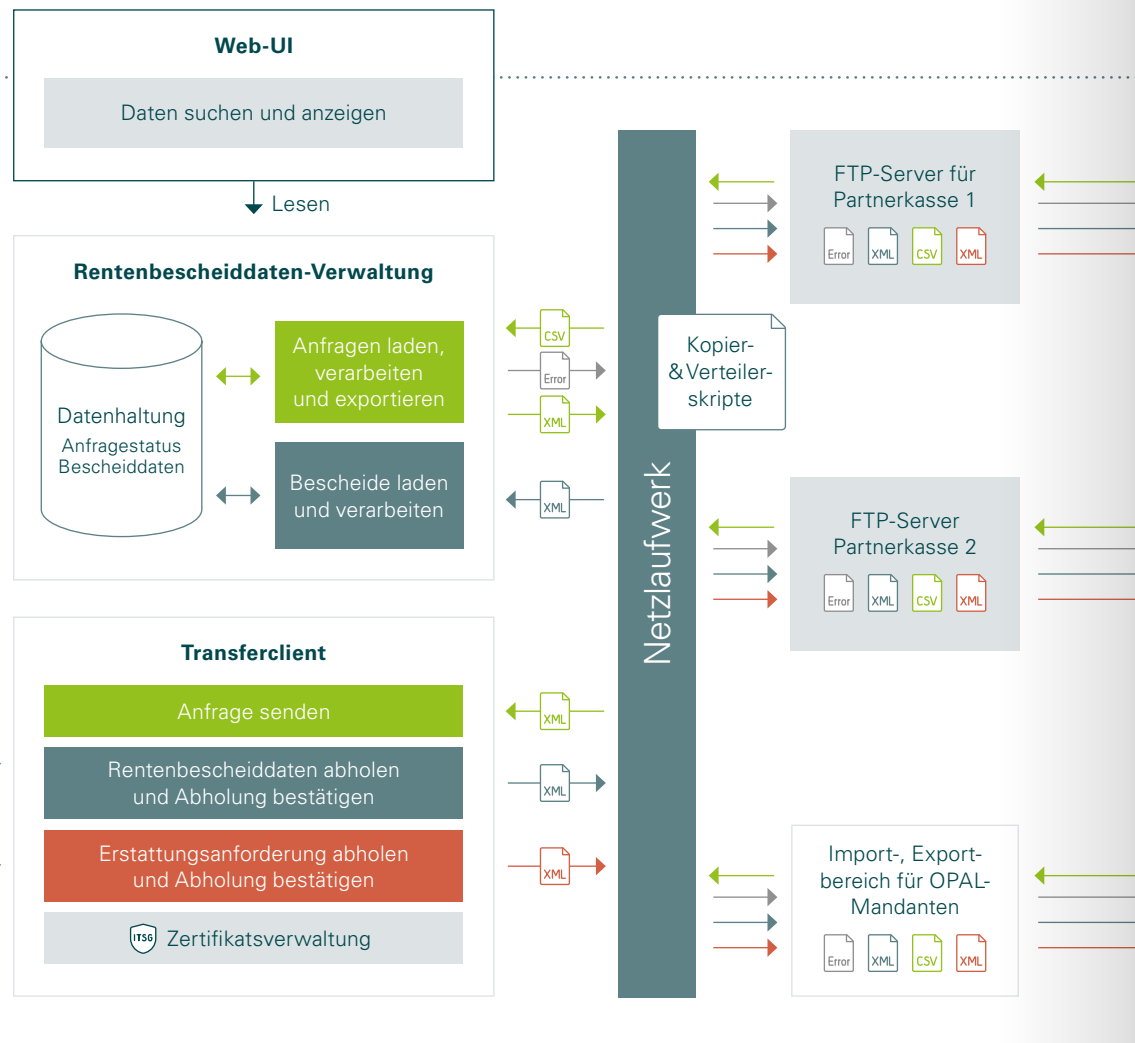 Web-UI
Daten suchen und anzeigen
Lesen
Rentenbescheiddaten-Verwaltung
Datenhaltung
Anfragestatus
Bescheiddaten
Anfragen laden,
verarbeiten
und exportieren
Bescheide laden
und verarbeiten
CSV
Error
XML
XML
Transferclient
Anfrage senden
Rentenbescheiddaten abholen
und Abholung bestätigen
Erstattungsanforderung abholen
und Abholung bestätigen
ITSG
Zertifikatsverwaltung
XML
XML
XML
Netzlaufwerk
Kopier-
& Verteiler-
skripte
FTP-Server für
Partnerkasse 1
Error XML CSV XML
FTP-Server
Partnerkasse 2
Error XML CSV XML
Import-, Export-
bereich für OPAL-
Mandanten
Error XML CSV XML